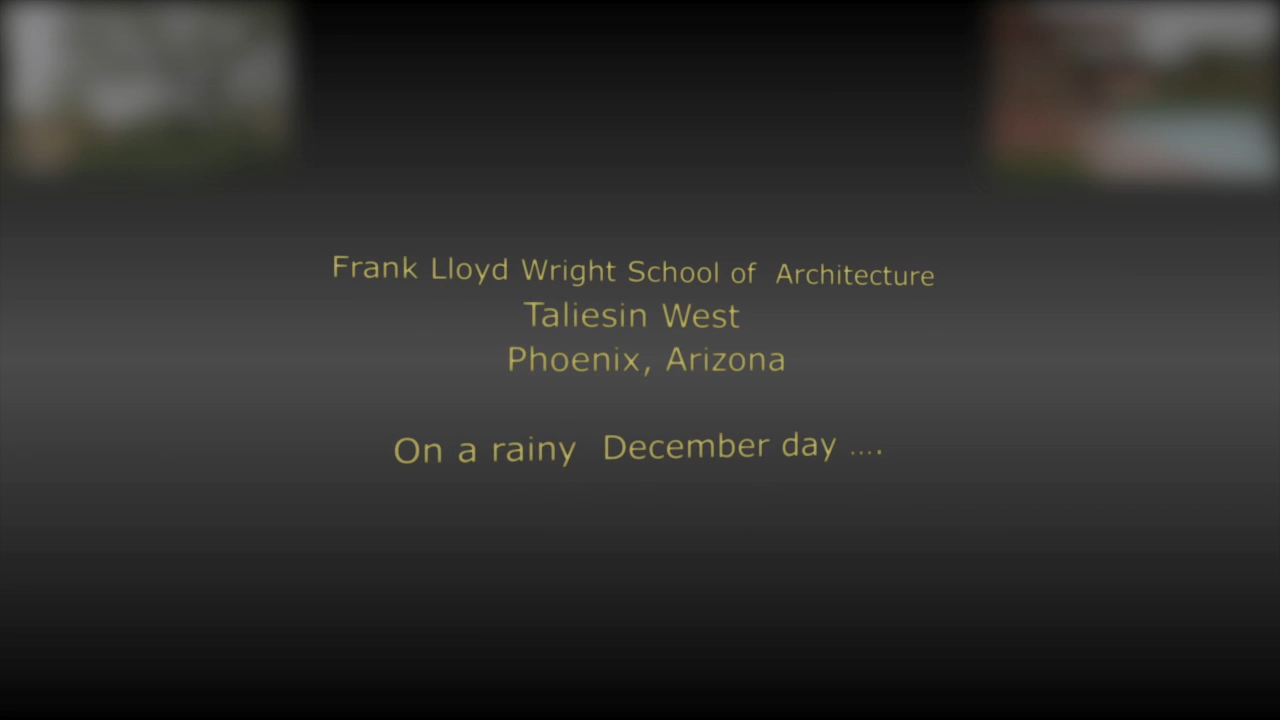 Frank Lloyd Wright School of Architecture
Taliesin West
Phoenix, Arizona
On a rainy December day ....